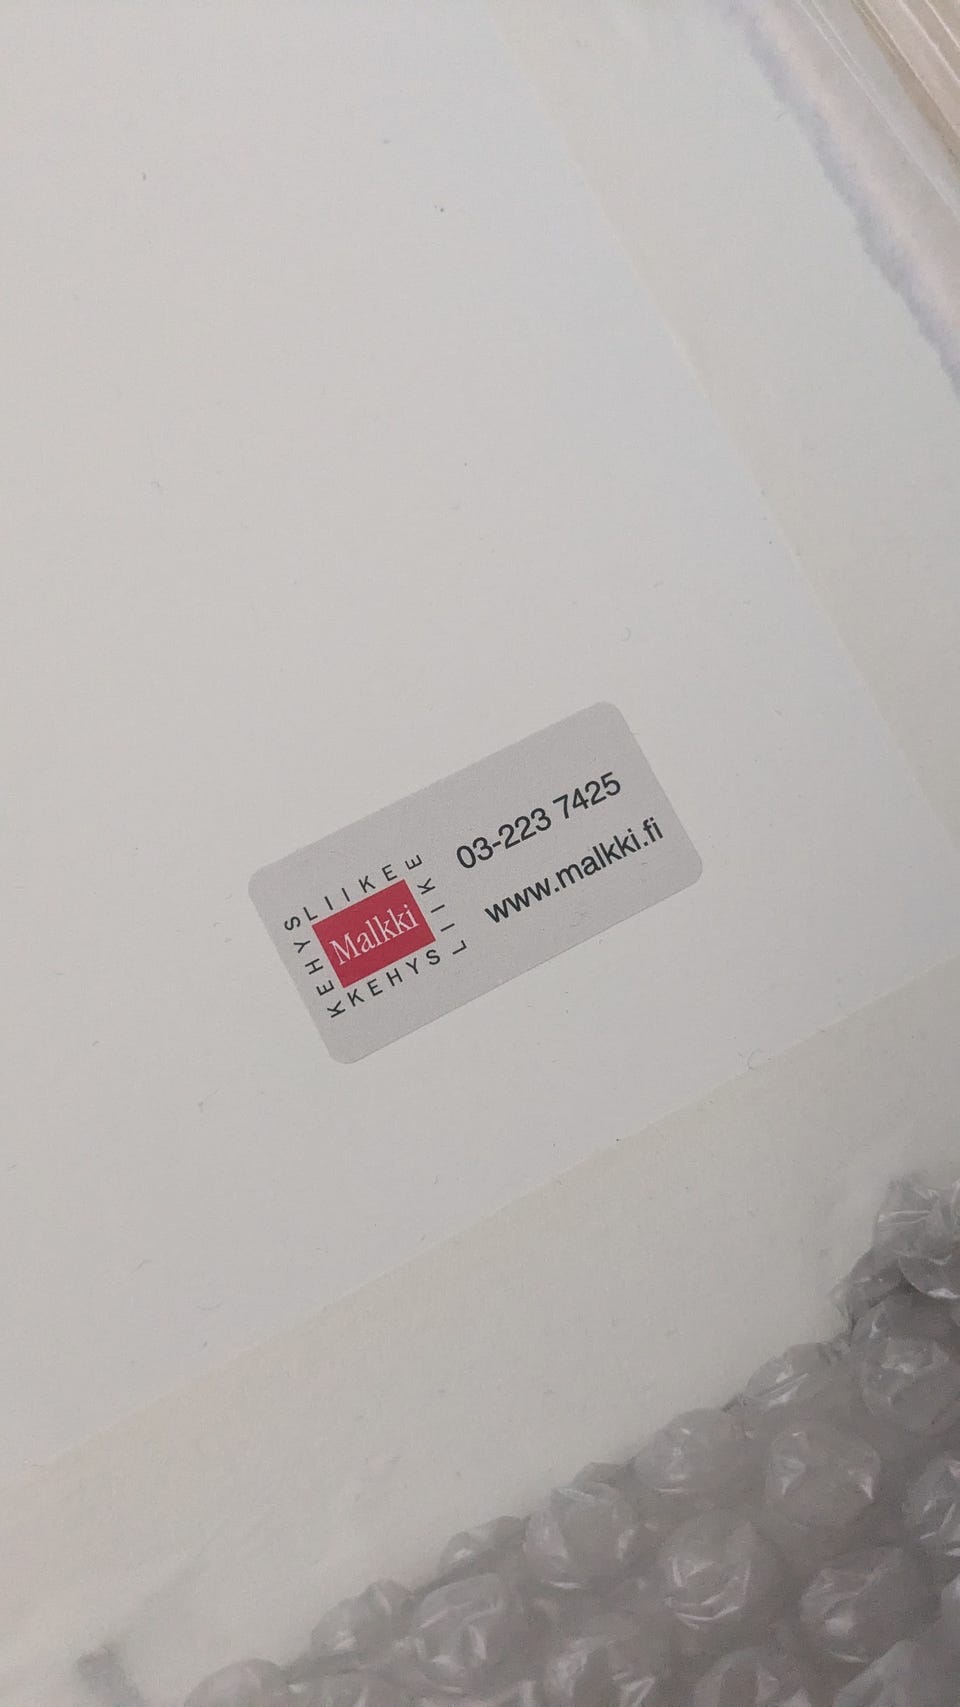 KEHYSLIIKE
Malkki
KEHYSLIIKE
03-223 7425
www.malkki.fi